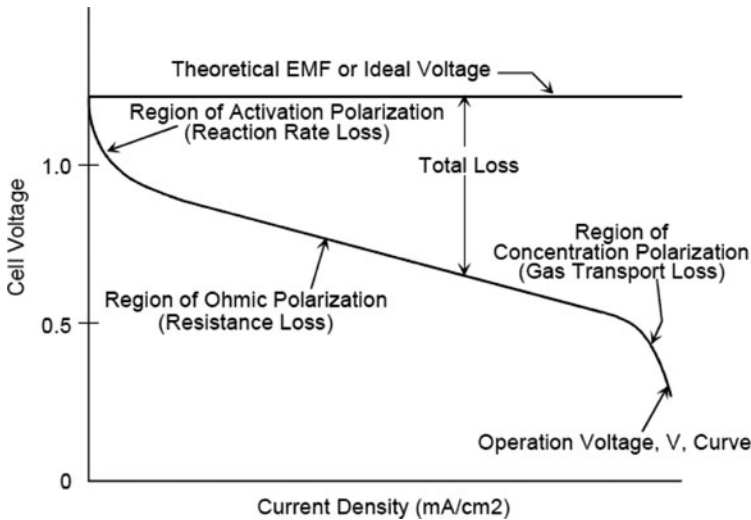 Theoretical EMF or Ideal Voltage
Region of Activation Polarization
(Reaction Rate Loss)
Total Loss
1.0
Cell Voltage
Region of
Concentration Polarization
(Gas Transport Loss)
Region of Ohmic Polarization
(Resistance Loss)
0.5
Operation Voltage, V, Curve
0
Current Density (mA/cm2)